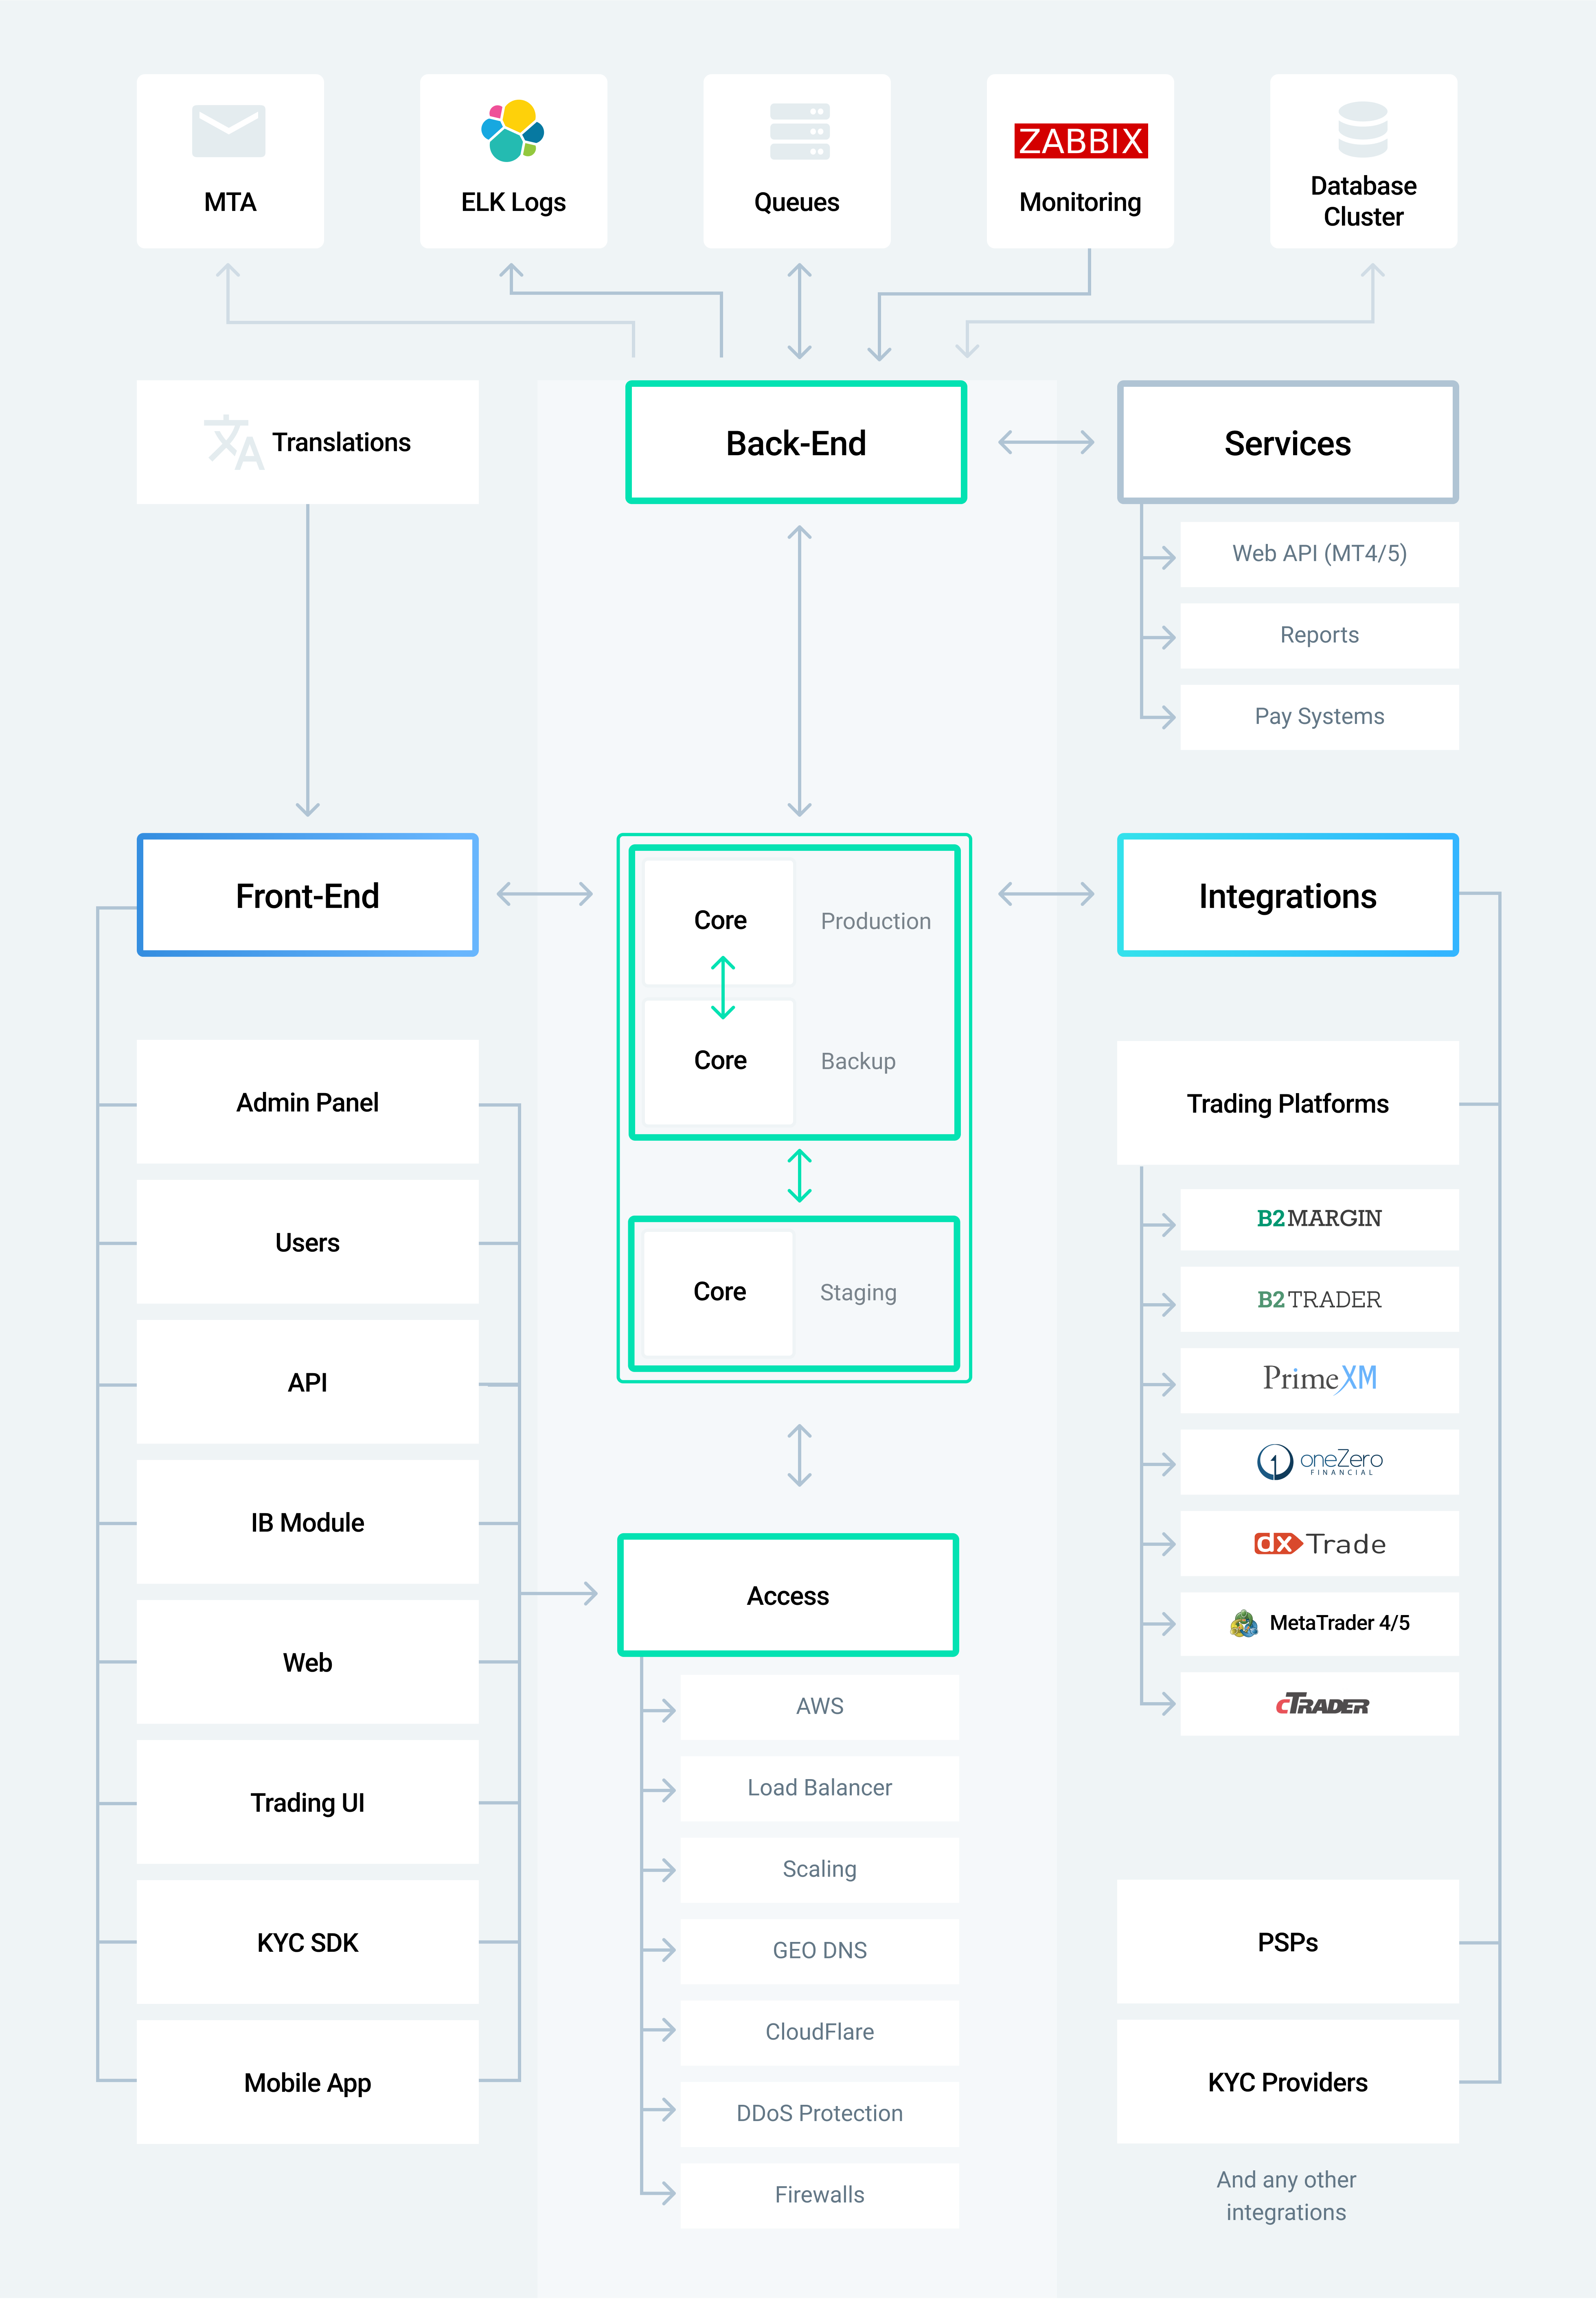 MTA
ELK Logs
Queues
ZABBIX
Monitoring
Database
Cluster
Translations
Back-End
Services
Web API (MT4/5)
Reports
Pay Systems
Front-End
Core
Production
Core
Backup
Core
Staging
Integrations
Admin Panel
Users
API
IB Module
Web
Trading UI
KYC SDK
Mobile App
Access
AWS
Load Balancer
Scaling
GEO DNS
CloudFlare
DDoS Protection
Firewalls
Trading Platforms
B2MARGIN
B2TRADER
PrimeXM
1 oneZero
FINANCIAL
dx Trade
MetaTrader 4/5
cTRADER
PSPs
KYC Providers
And any other
integrations